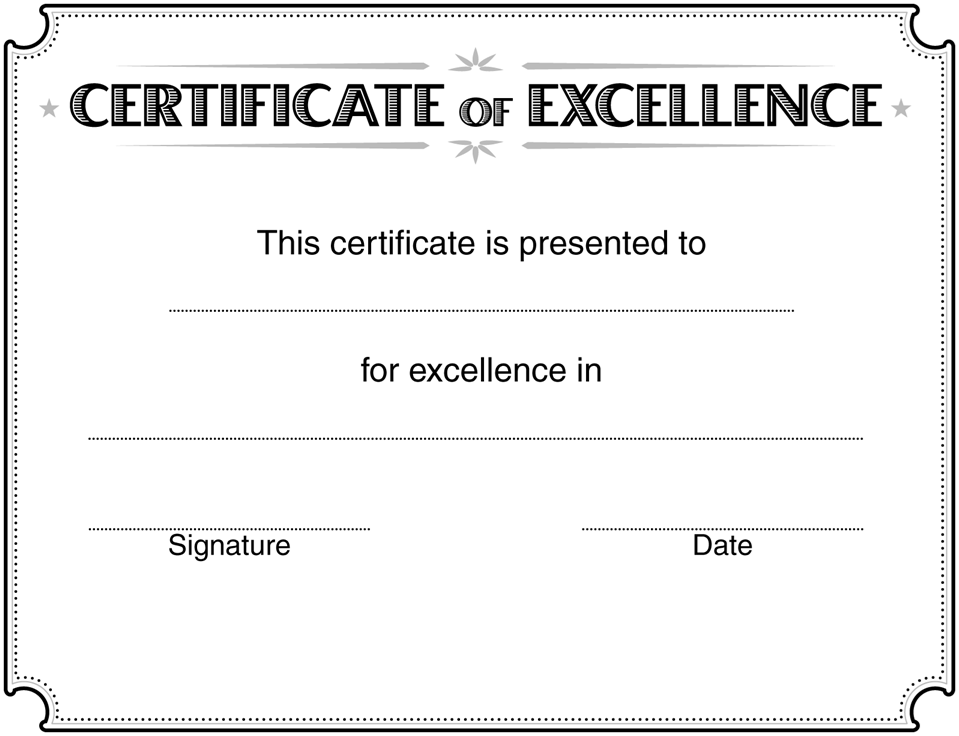 CERTIFICATE OF EXCELLENCE
This certificate is presented to
for excellence in
Signature Date